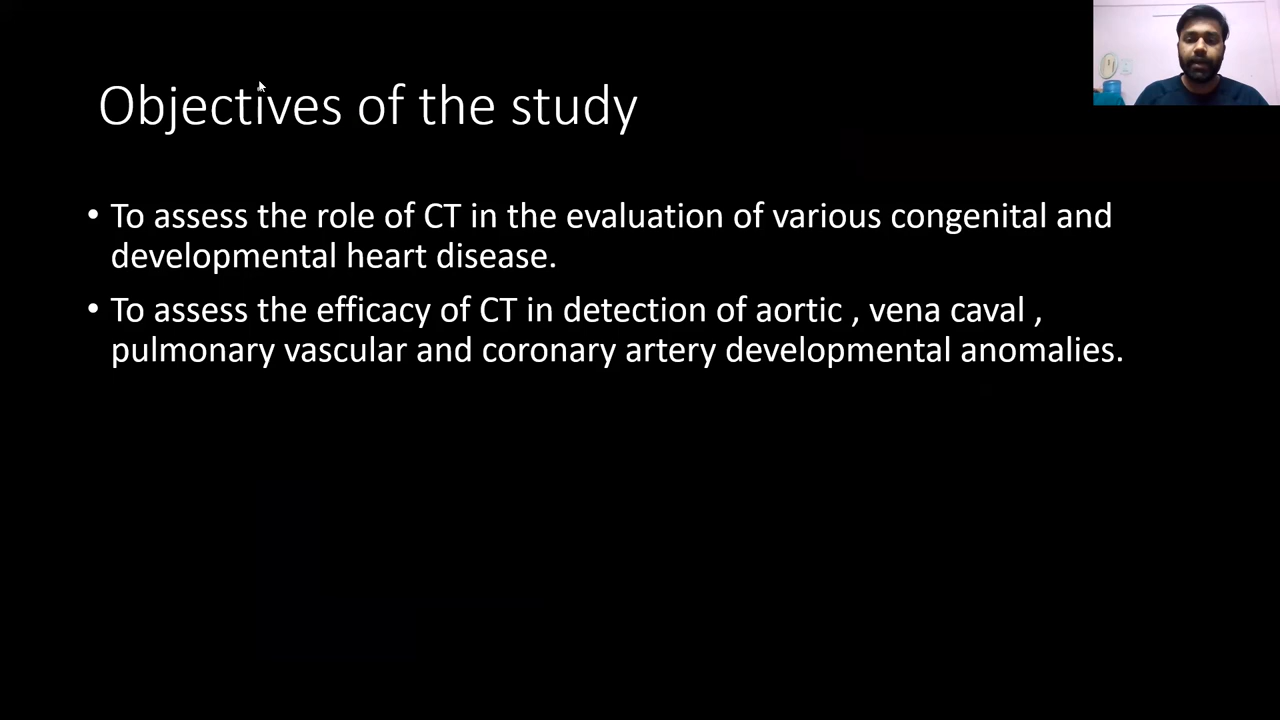 Objectives of the study
• To assess the role of CT in the evaluation of various congenital and
developmental heart disease.
• To assess the efficacy of CT in detection of aortic , vena caval ,
pulmonary vascular and coronary artery developmental anomalies.